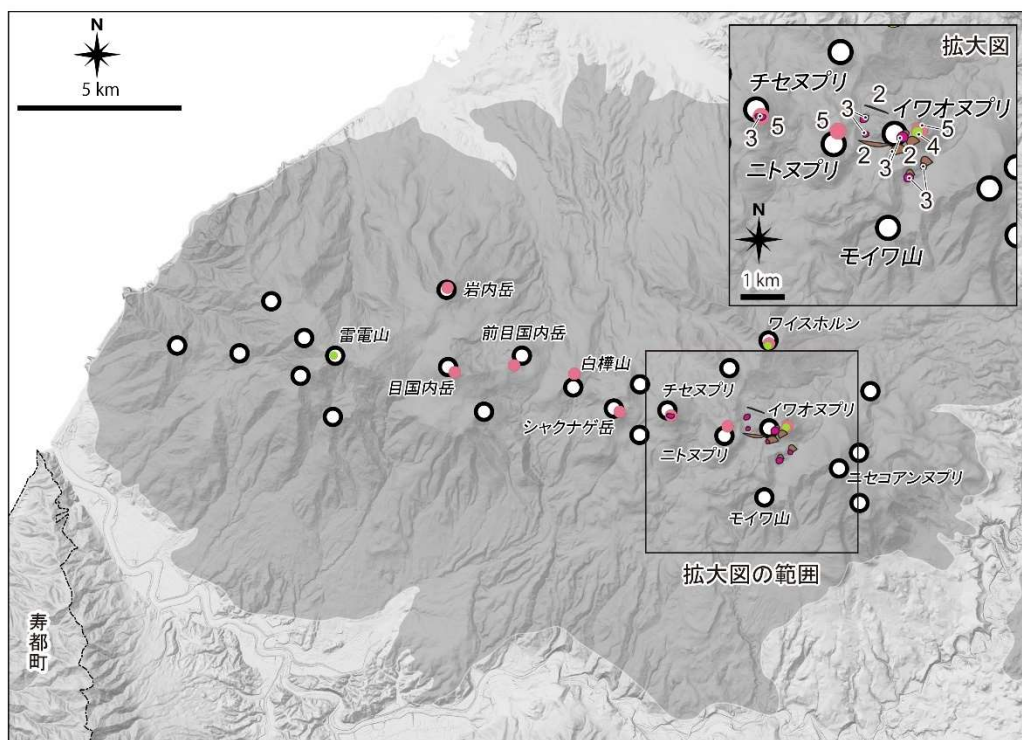 N
5 km
拡大図
チセヌプリ
2
3
イワオヌプリ
5
5
5
3
4
2
2
3
ニトヌプリ
3
N
モイワ山
1 km
岩内岳
ワイスホルン
前目国内岳
雷電山
白樺山
目国内岳
チセヌプリ
イワオヌプリ
シャクナゲ岳
ニトヌプリ
ニセコアンヌプリ
モイワ山
拡大図の範囲
寿都町